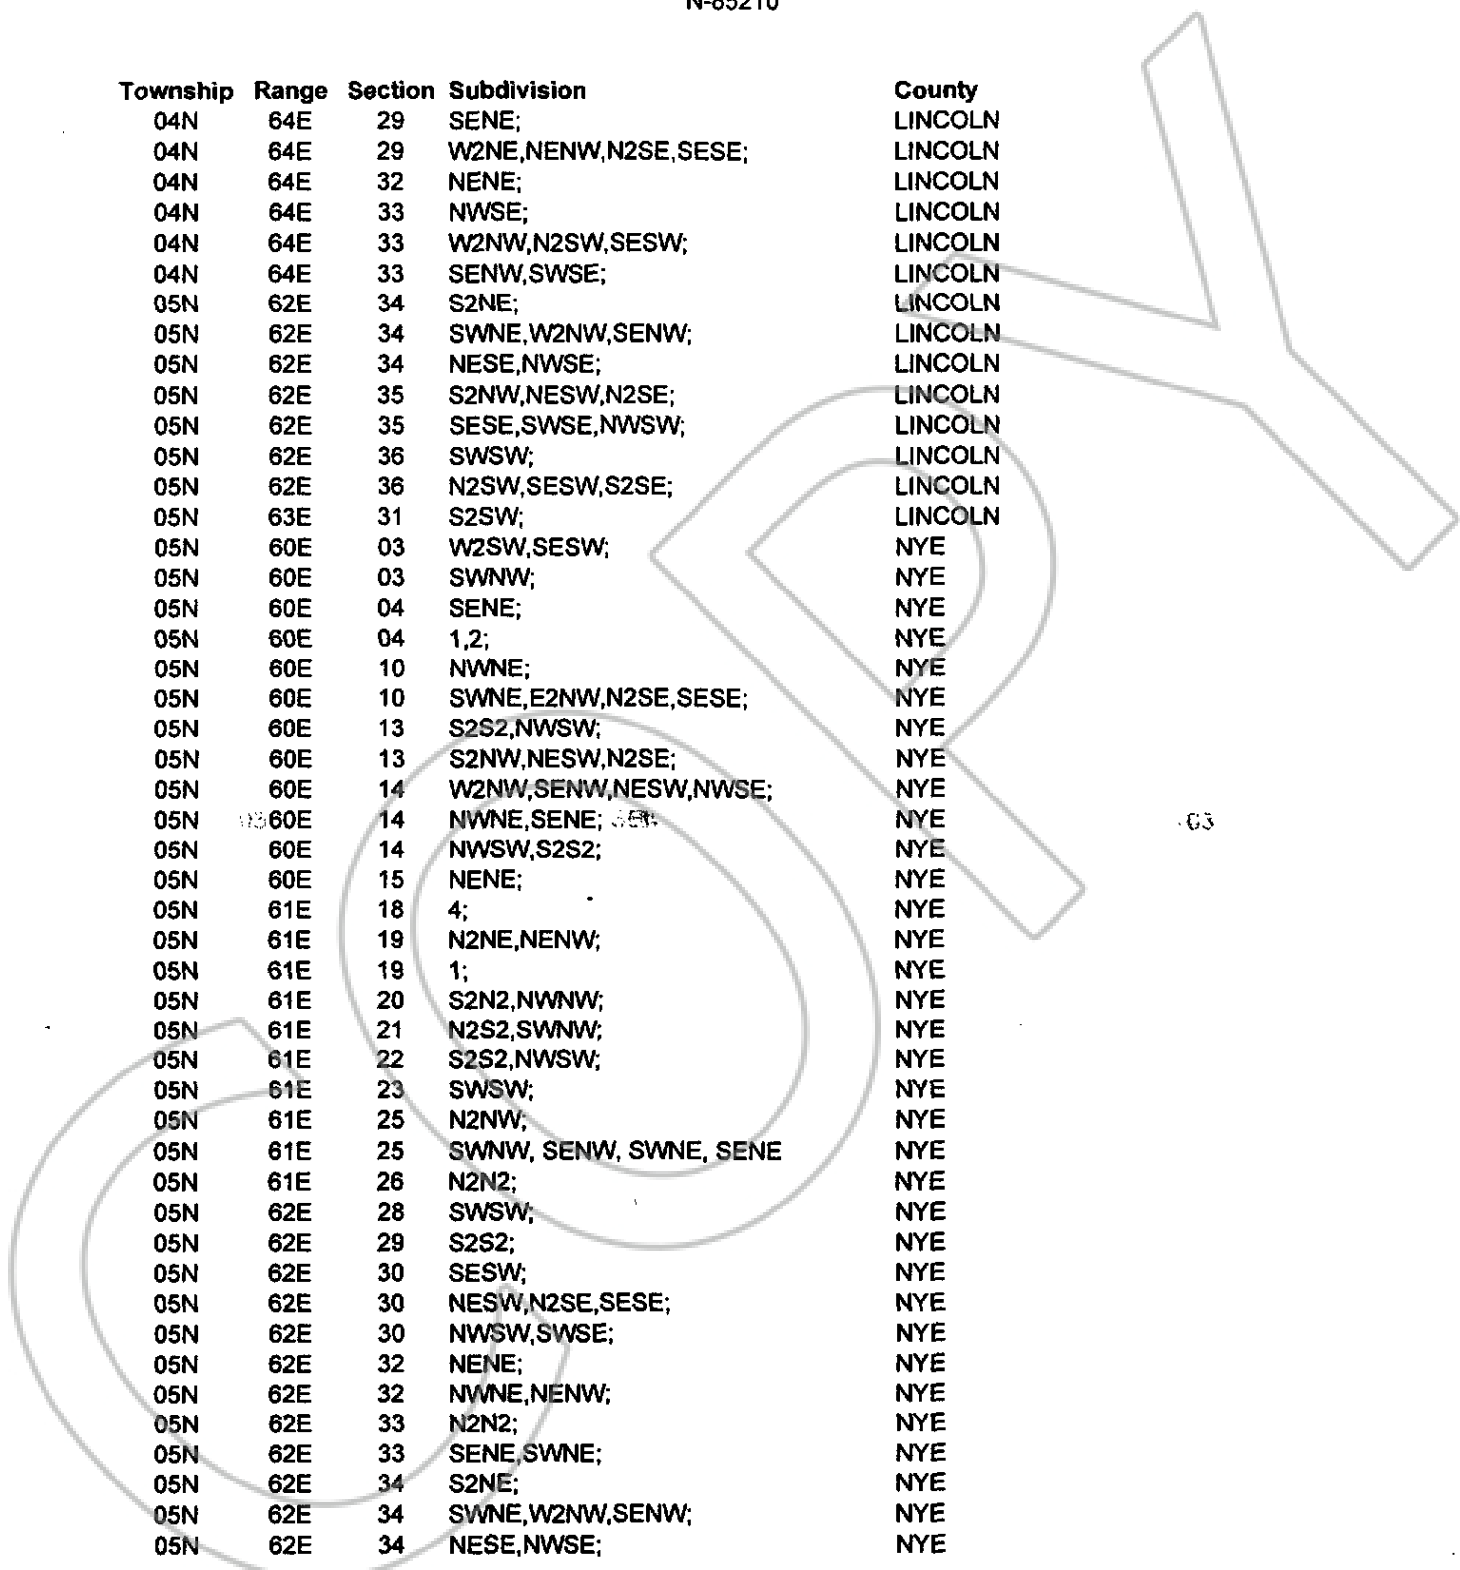 N-85210
Township Range Section Subdivision County
04N 64E 29 SENE; LINCOLN
04N 64E 29 W2NE,NENW,N2SE,SESE; LINCOLN
04N 64E 32 NENE; LINCOLN
04N 64E 33 NWSE; LINCOLN
04N 64E 33 W2NW,N2SW,SESW; LINCOLN
04N 64E 33 SENW,SWSE; LINCOLN
05N 62E 34 S2NE; LINCOLN
05N 62E 34 SWNE,W2NW,SENW; LINCOLN
05N 62E 34 NESE,NWSE; LINCOLN
05N 62E 35 S2NW,NESW,N2SE; LINCOLN
05N 62E 35 SESE,SWSE,NWSW; LINCOLN
05N 62E 36 SWSW; LINCOLN
05N 62E 36 N2SW,SESW,S2SE; LINCOLN
05N 63E 31 S2SW; LINCOLN
05N 60E 03 W2SW,SESW; NYE
05N 60E 03 SWNW; NYE
05N 60E 04 SENE; NYE
05N 60E 04 1,2; NYE
05N 60E 10 NWNE; NYE
05N 60E 10 SWNE,E2NW,N2SE,SESE; NYE
05N 60E 13 S2S2,NWSW; NYE
05N 60E 13 S2NW,NESW,N2SE; NYE
05N 60E 14 W2NW,SENW,NESW,NWSE; NYE
05N 60E 14 NWNE,SENE; NYE 03
05N 60E 14 NWSW,S2S2; NYE
05N 60E 15 NENE; NYE
05N 61E 18 4; NYE
05N 61E 19 N2NE,NENW; NYE
05N 61E 19 1; NYE
05N 61E 20 S2N2,NWNW; NYE
05N 61E 21 N2S2,SWNW; NYE
05N 61E 22 S2S2,NWSW; NYE
05N 61E 23 SWSW; NYE
05N 61E 25 N2NW; NYE
05N 61E 25 SWNW, SENW, SWNE, SENE NYE
05N 61E 26 N2N2; NYE
05N 62E 28 SWSW; NYE
05N 62E 29 S2S2; NYE
05N 62E 30 SESW; NYE
05N 62E 30 NESW,N2SE,SESE; NYE
05N 62E 30 NWSW,SWSE; NYE
05N 62E 32 NENE; NYE
05N 62E 32 NWNE,NENW; NYE
05N 62E 33 N2N2; NYE
05N 62E 33 SENE,SWNE; NYE
05N 62E 34 S2NE; NYE
05N 62E 34 SWNE,W2NW,SENW; NYE
05N 62E 34 NESE,NWSE; NYE
COPY